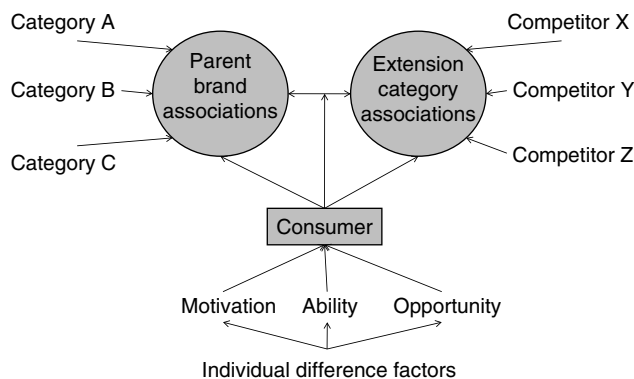 Category A
Competitor X
Parent
brand
associations
Extension
category
associations
Category B
Competitor Y
Category C
Competitor Z
Consumer
Motivation
Ability
Opportunity
Individual difference factors